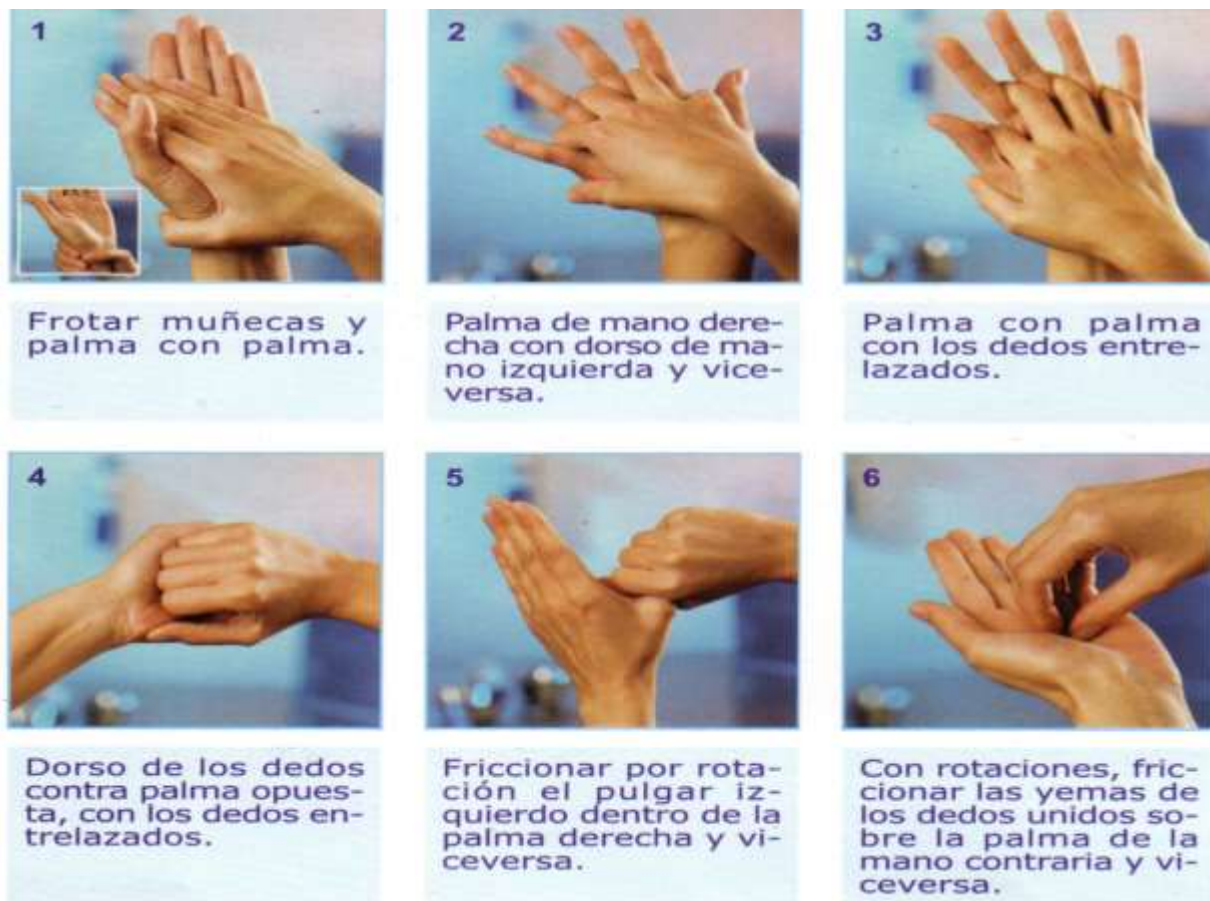 1
Frotar muñecas y
palma con palma.
2
Palma de mano dere-
cha con dorso de ma-
no izquierda y vice-
versa.
3
Palma con palma
con los dedos entre-
lazados.
4
Dorso de los dedos
contra palma opues-
ta, con los dedos en-
trelazados.
5
Friccionar por rota-
ción el pulgar iz-
quierdo dentro de la
palma derecha y vi-
ceversa.
6
Con rotaciones, fric-
cionar las yemas de
los dedos unidos so-
bre la palma de la
mano contraria y vi-
ceversa.